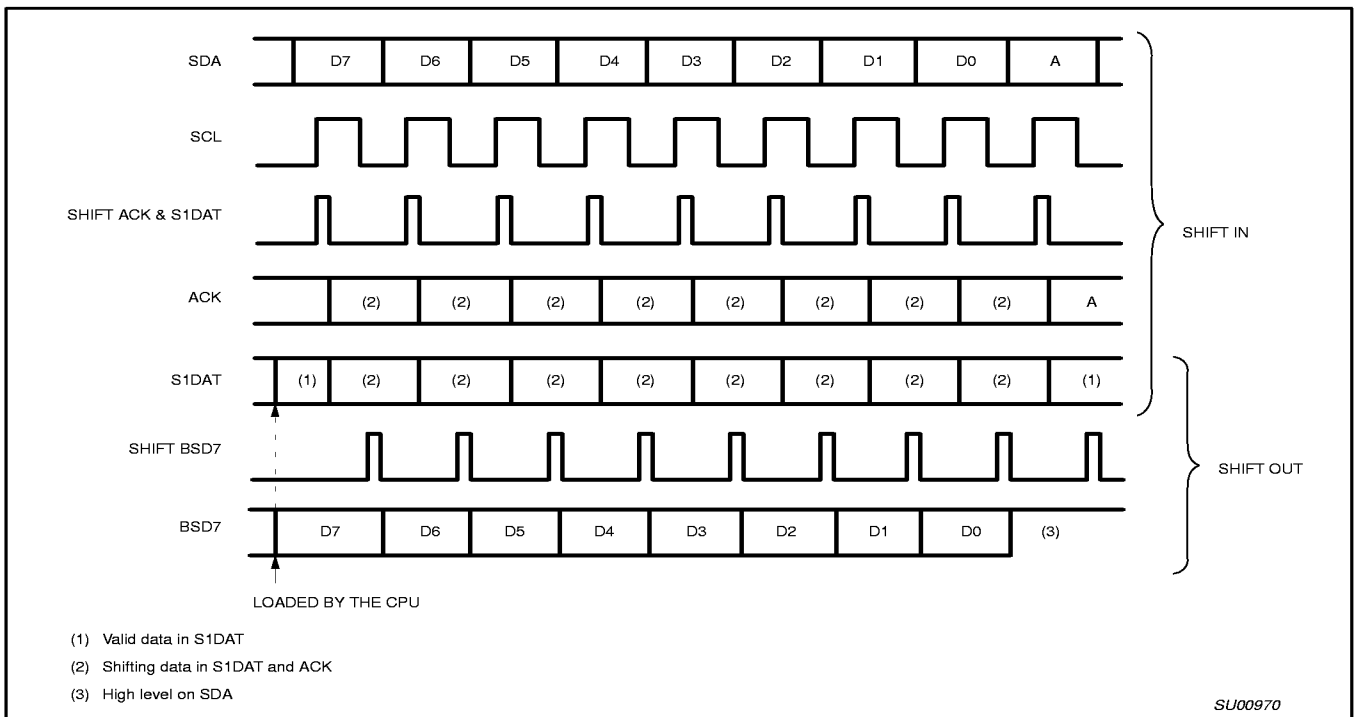 SDA D7 D6 D5 D4 D3 D2 D1 D0 A
SCL
SHIFT ACK & S1DAT
SHIFT IN
ACK (2) (2) (2) (2) (2) (2) (2) (2) A
S1DAT (1) (2) (2) (2) (2) (2) (2) (2) (2) (1)
SHIFT BSD7
SHIFT OUT
BSD7 D7 D6 D5 D4 D3 D2 D1 D0 (3)
LOADED BY THE CPU
(1) Valid data in S1DAT
(2) Shifting data in S1DAT and ACK
(3) High level on SDA
SU00970